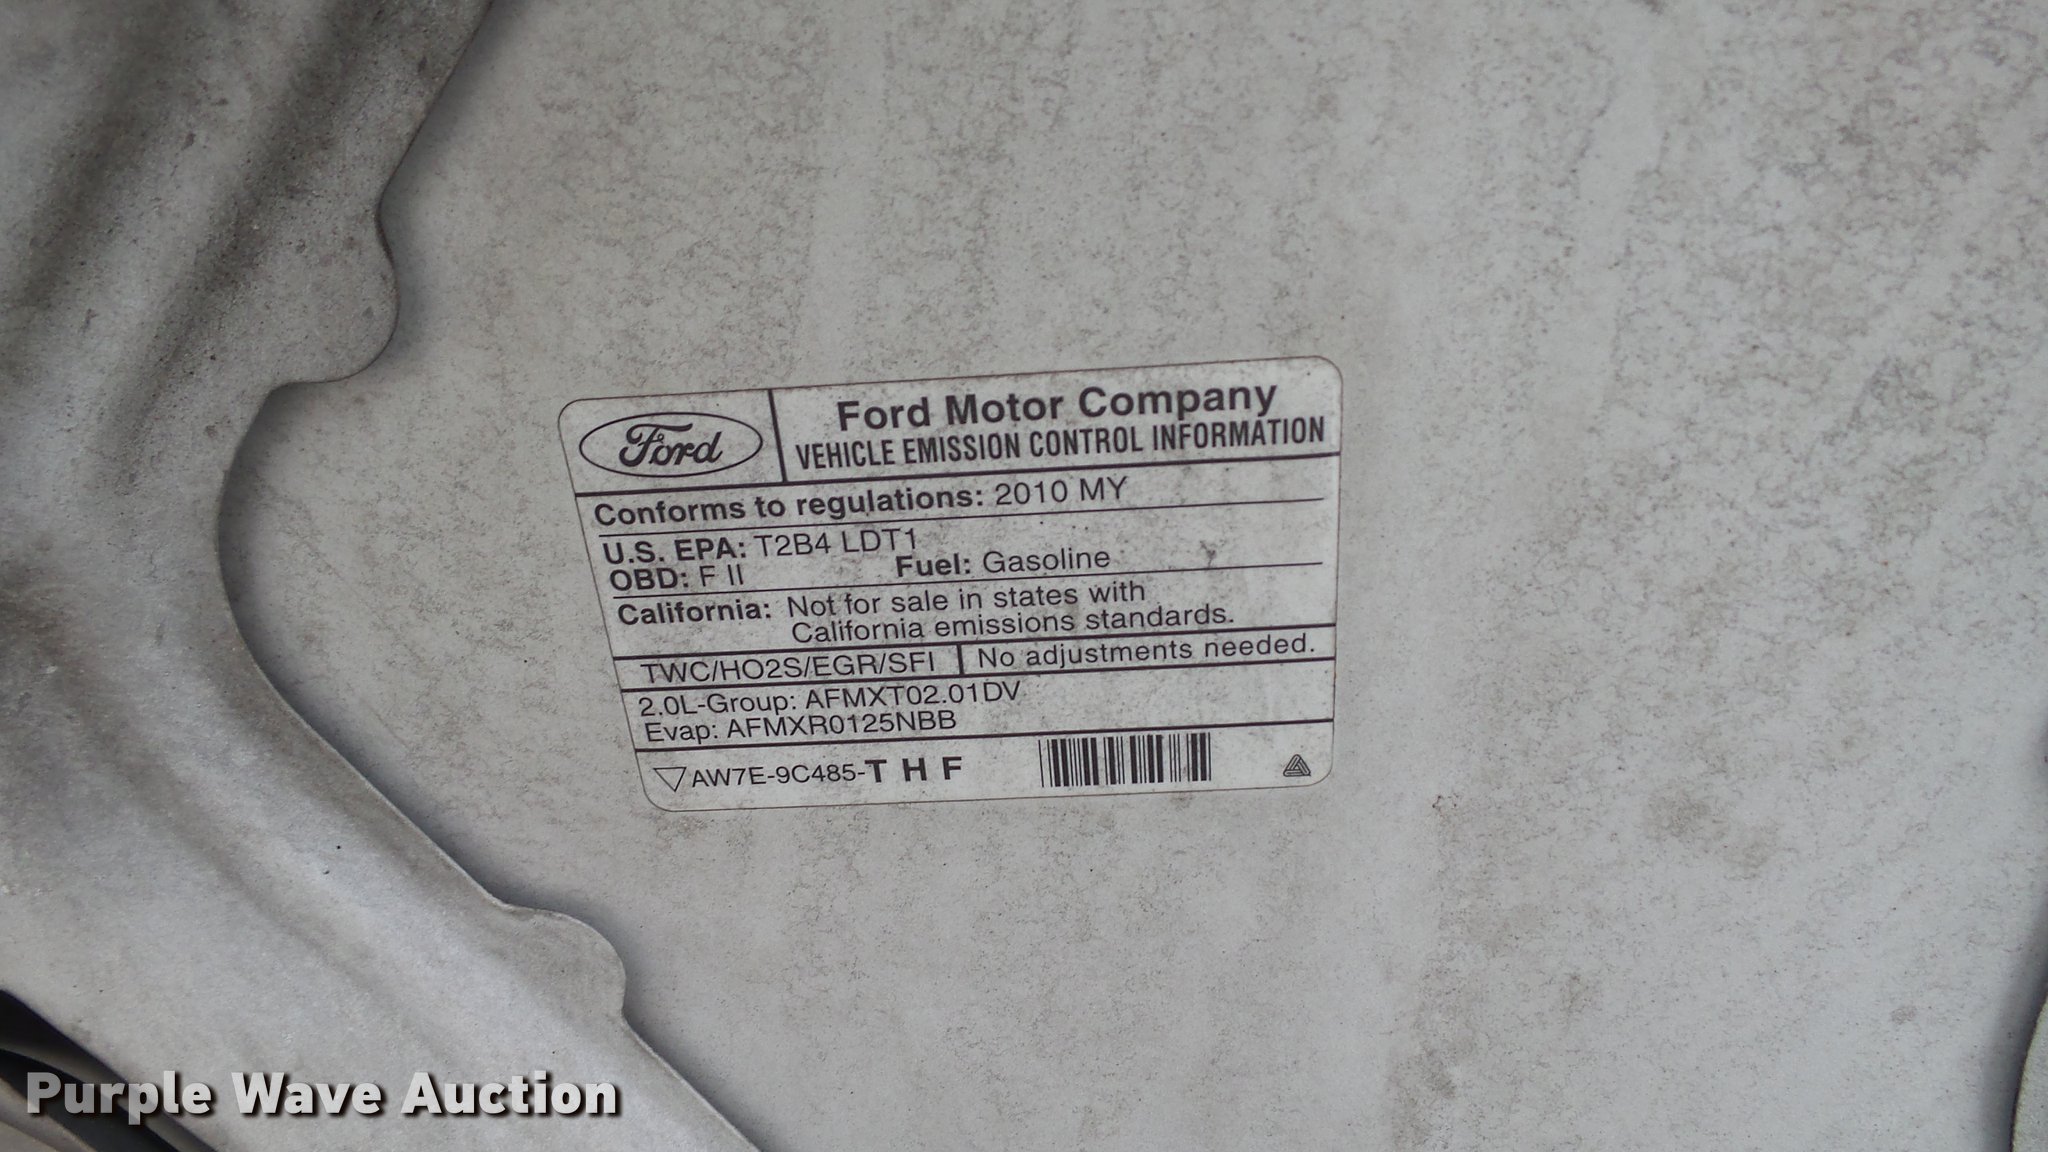 Ford
Ford Motor Company
VEHICLE EMISSION CONTROL INFORMATION
Conforms to regulations: 2010 MY
U.S. EPA: T2B4 LDT1
OBD: F II Fuel: Gasoline
California: Not for sale in states with
California emissions standards.
TWC/HO2S/EGR/SFI No adjustments needed.
2.0L-Group: AFMXT02.01DV
Evap: AFMXR0125NBB
AW7E-9C485-T H F
Purple Wave Auction